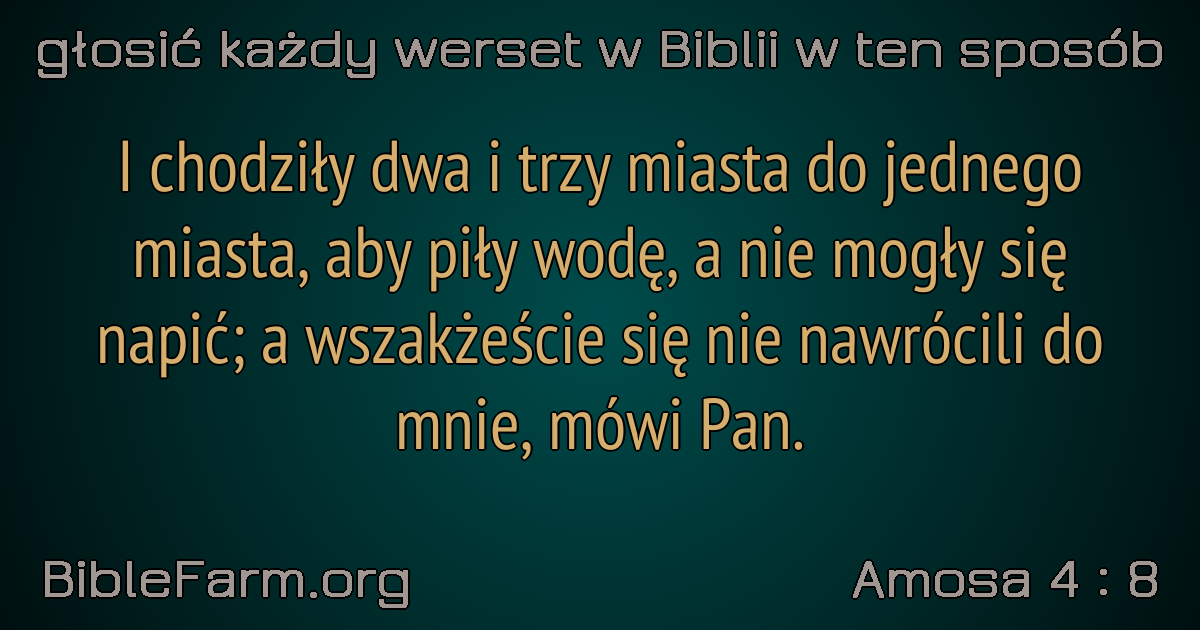 głosić każdy werset w Biblii w ten sposób
I chodziły dwa i trzy miasta do jednego
miasta, aby piły wodę, a nie mogły się
napić; a wszakżeście się nie nawrócili do
mnie, mówi Pan.
BibleFarm.org
Amosa 4 : 8